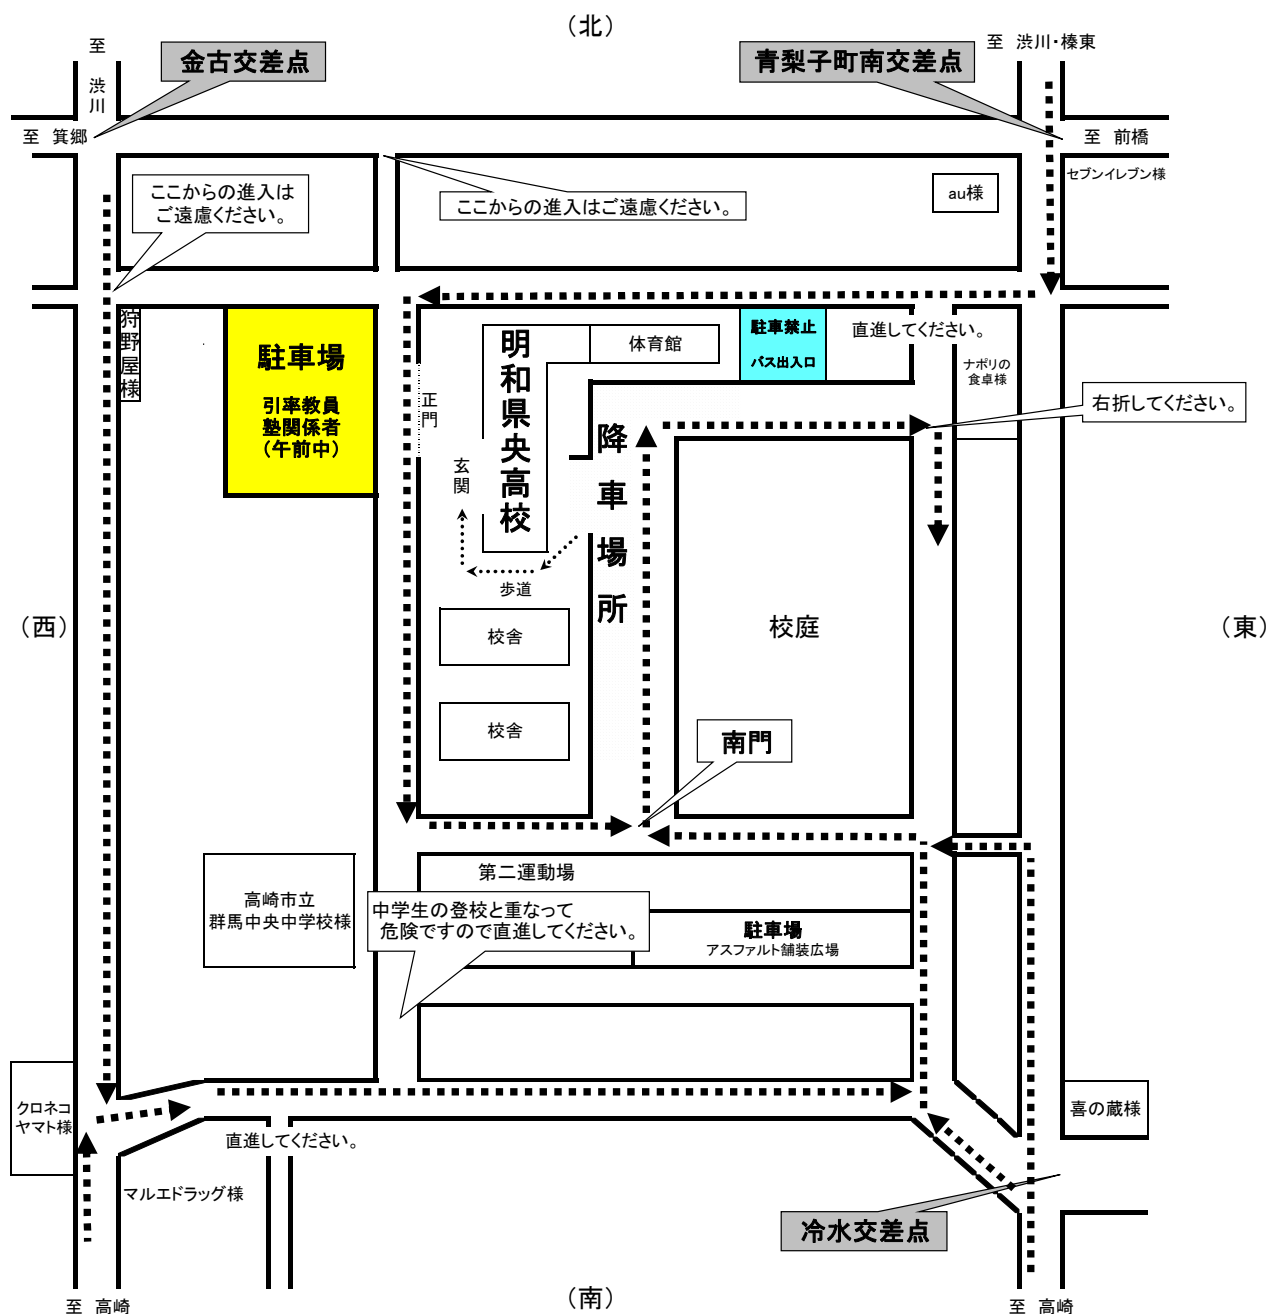 （北）
至 渋川・榛東
至
渋川
金古交差点
青梨子町南交差点
至 箕郷
至 前橋
セブンイレブン様
ここからの進入は
ご遠慮ください。
ここからの進入はご遠慮ください。
au様
狩野屋様
駐車場
引率教員
塾関係者
（午前中）
正門
明和県央高校
体育館
駐車禁止
バス出入口
直進してください。
ナポリの
食卓様
右折してください。
玄関
降車場所
歩道
校舎
校舎
校庭
（西）
（東）
南門
第二運動場
高崎市立
群馬中央中学校様
中学生の登校と重なって
危険ですので直進してください。
駐車場
アスファルト舗装広場
クロネコ
ヤマト様
喜の蔵様
直進してください。
マルエドラッグ様
冷水交差点
（南）
至 高崎
至 高崎